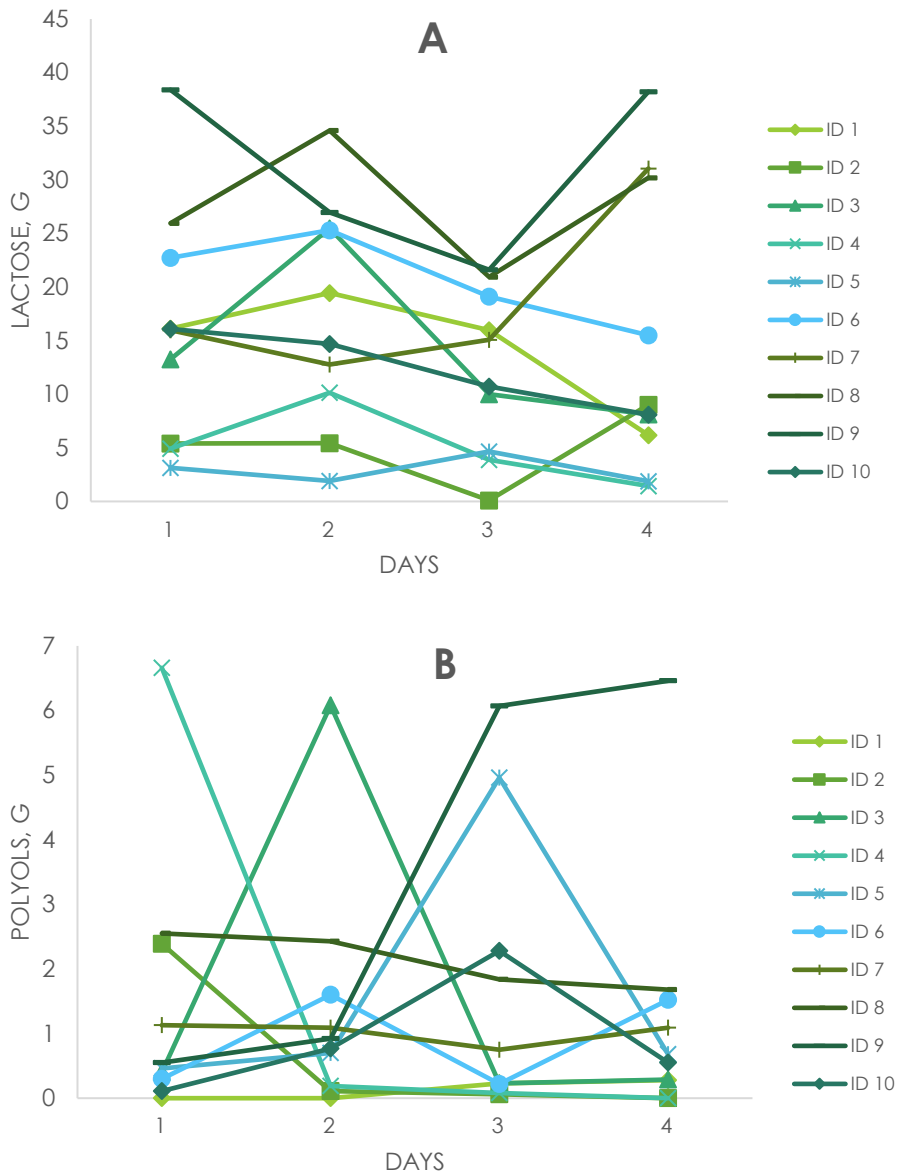 A
45
40
35
30
25
20
15
10
5
0
LACTOSE, G
1 2 3 4
DAYS
ID 1
ID 2
ID 3
ID 4
ID 5
ID 6
ID 7
ID 8
ID 9
ID 10
B
7
6
5
4
3
2
1
0
POLYOLS, G
1 2 3 4
DAYS
ID 1
ID 2
ID 3
ID 4
ID 5
ID 6
ID 7
ID 8
ID 9
ID 10